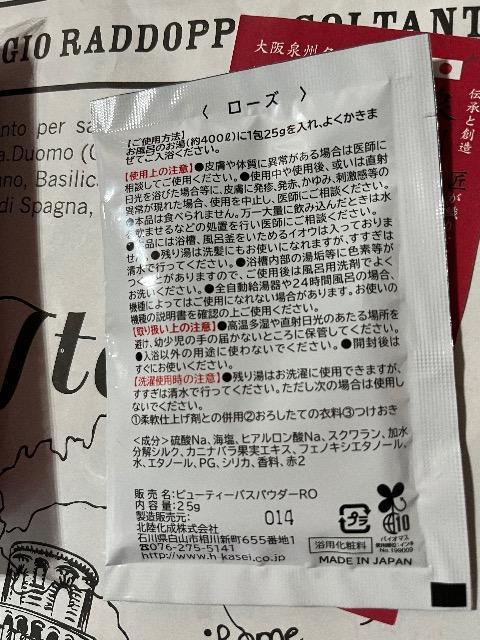 GIO RADDOPP
SOLTANT
大阪泉州
伝承と創造
nto per sa
a.Duomo (
no, Basilic
di Spagna,
〈 ローズ 〉
【ご使用方法】
お風呂のお湯(約400ℓ)に1包25gを入れ、よくかきま
ぜてご入浴ください。
【使用上の注意】●皮膚や体質に異常がある場合は医師に
相談してご使用ください。●使用中や使用後、或いは直射
日光を浴びた場合等に、皮膚に発疹、発赤、かゆみ、刺激感等の
異常が現れた場合、使用を中止し、医師にご相談ください。
●本品は食べられません。万一大量に飲み込んだときは水
を飲ませるなどの処置を行い医師にご相談ください。
●本品には浴槽、風呂釜をいためるイオウは入っておりま
せん。●残り湯は洗髪にもお使いになれますが、すすぎは
清水で行ってください。●浴槽内部の湯垢等に色素等が
つくことがありますので、ご使用後は風呂用洗剤でよく
お洗いください。●全自動給湯器や24時間風呂の場合、
機種によってはご使用になれない場合があります。お使いの
機種の説明書を確認の上ご使用ください。
【取り扱い上の注意】●高温多湿や直射日光のあたる場所を
避け、幼少児の手の届かないところに保管してください。
●入浴以外の用途に使わないでください。●開封後は
すぐにお使いください。
【洗濯使用時の注意】●残り湯はお洗濯に使用できますが、
すすぎは清水で行ってください。ただし次の場合は使用し
ないでください。
①柔軟仕上げ剤との併用②おろしたての衣料③つけおき
<成分>硫酸Na、海塩、ヒアルロン酸Na、スクワラン、加水
分解シルク、カニナバラ果実エキス、フェノキシエタノール、
水、エタノール、PG、シリカ、香料、赤2
販売名:ビューティーバスパウダーRO
内容量:25g
製造販売元:
014
北陸化成株式会社
石川県白山市相川新町655番地1
☎076-275-5141
http://www.h-kasei.co.jp
プラ
10
バイオマス
No.190009
浴用化粧料
MADE IN JAPAN
Rome